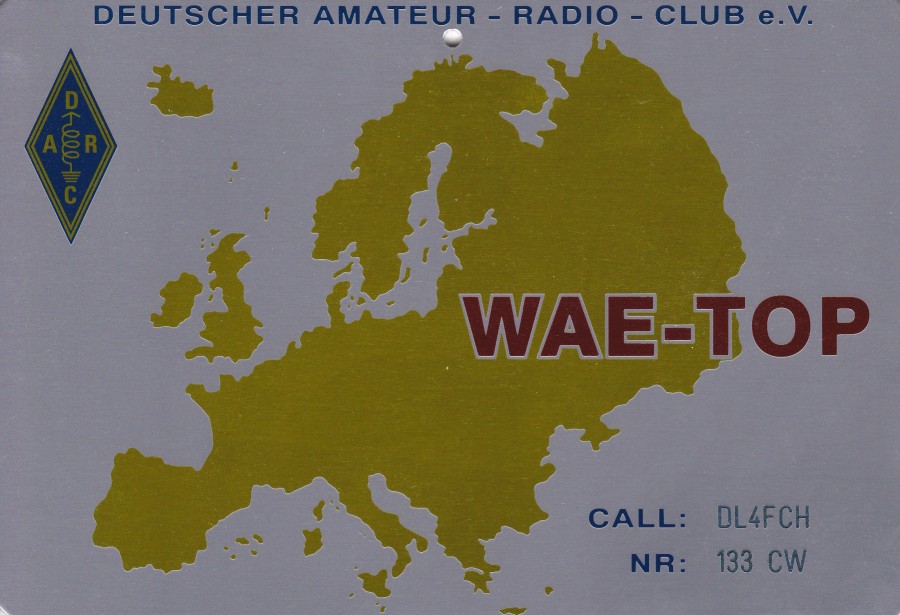 DEUTSCHER AMATEUR - RADIO - CLUB e.V.
D
A R
C
WAE-TOP
CALL: DL4FCH
NR: 133 CW